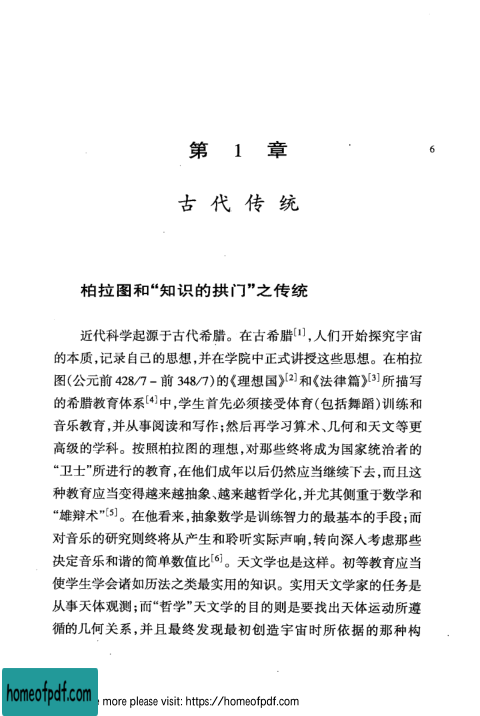 第 1 章
6
古代传统
柏拉图和“知识的拱门”之传统
近代科学起源于古代希腊。在古希腊[1],人们开始探究宇宙
的本质,记录自己的思想,并在学院中正式讲授这些思想。在柏拉
图(公元前 428/7-前 348/7)的《理想国》[2]和《法律篇》[3]所描写
的希腊教育体系[4]中,学生首先必须接受体育(包括舞蹈)训练和
音乐教育,并从事阅读和写作;然后再学习算术、几何和天文等更
高级的学科。按照柏拉图的理想,对那些终将成为国家统治者的
“卫士”所进行的教育,在他们成年以后仍然应当继续下去,而且这
种教育应当变得越来越抽象、越来越哲学化,并尤其侧重于数学和
“雄辩术”[5]。在他看来,抽象数学是训练智力的最基本的手段;而
对音乐的研究则终将从产生和聆听实际声响,转向深入考虑那些
决定音乐和谐的简单数值比[6]。天文学也是这样。初等教育应当
使学生学会诸如历法之类最实用的知识。实用天文学家的任务是
从事天体观测;而“哲学”天文学的目的则是要找出天体运动所遵
循的几何关系,并且最终发现最初创造宇宙时所依据的那种构
homeofpdf.com
e more please visit: https://homeofpdf.com